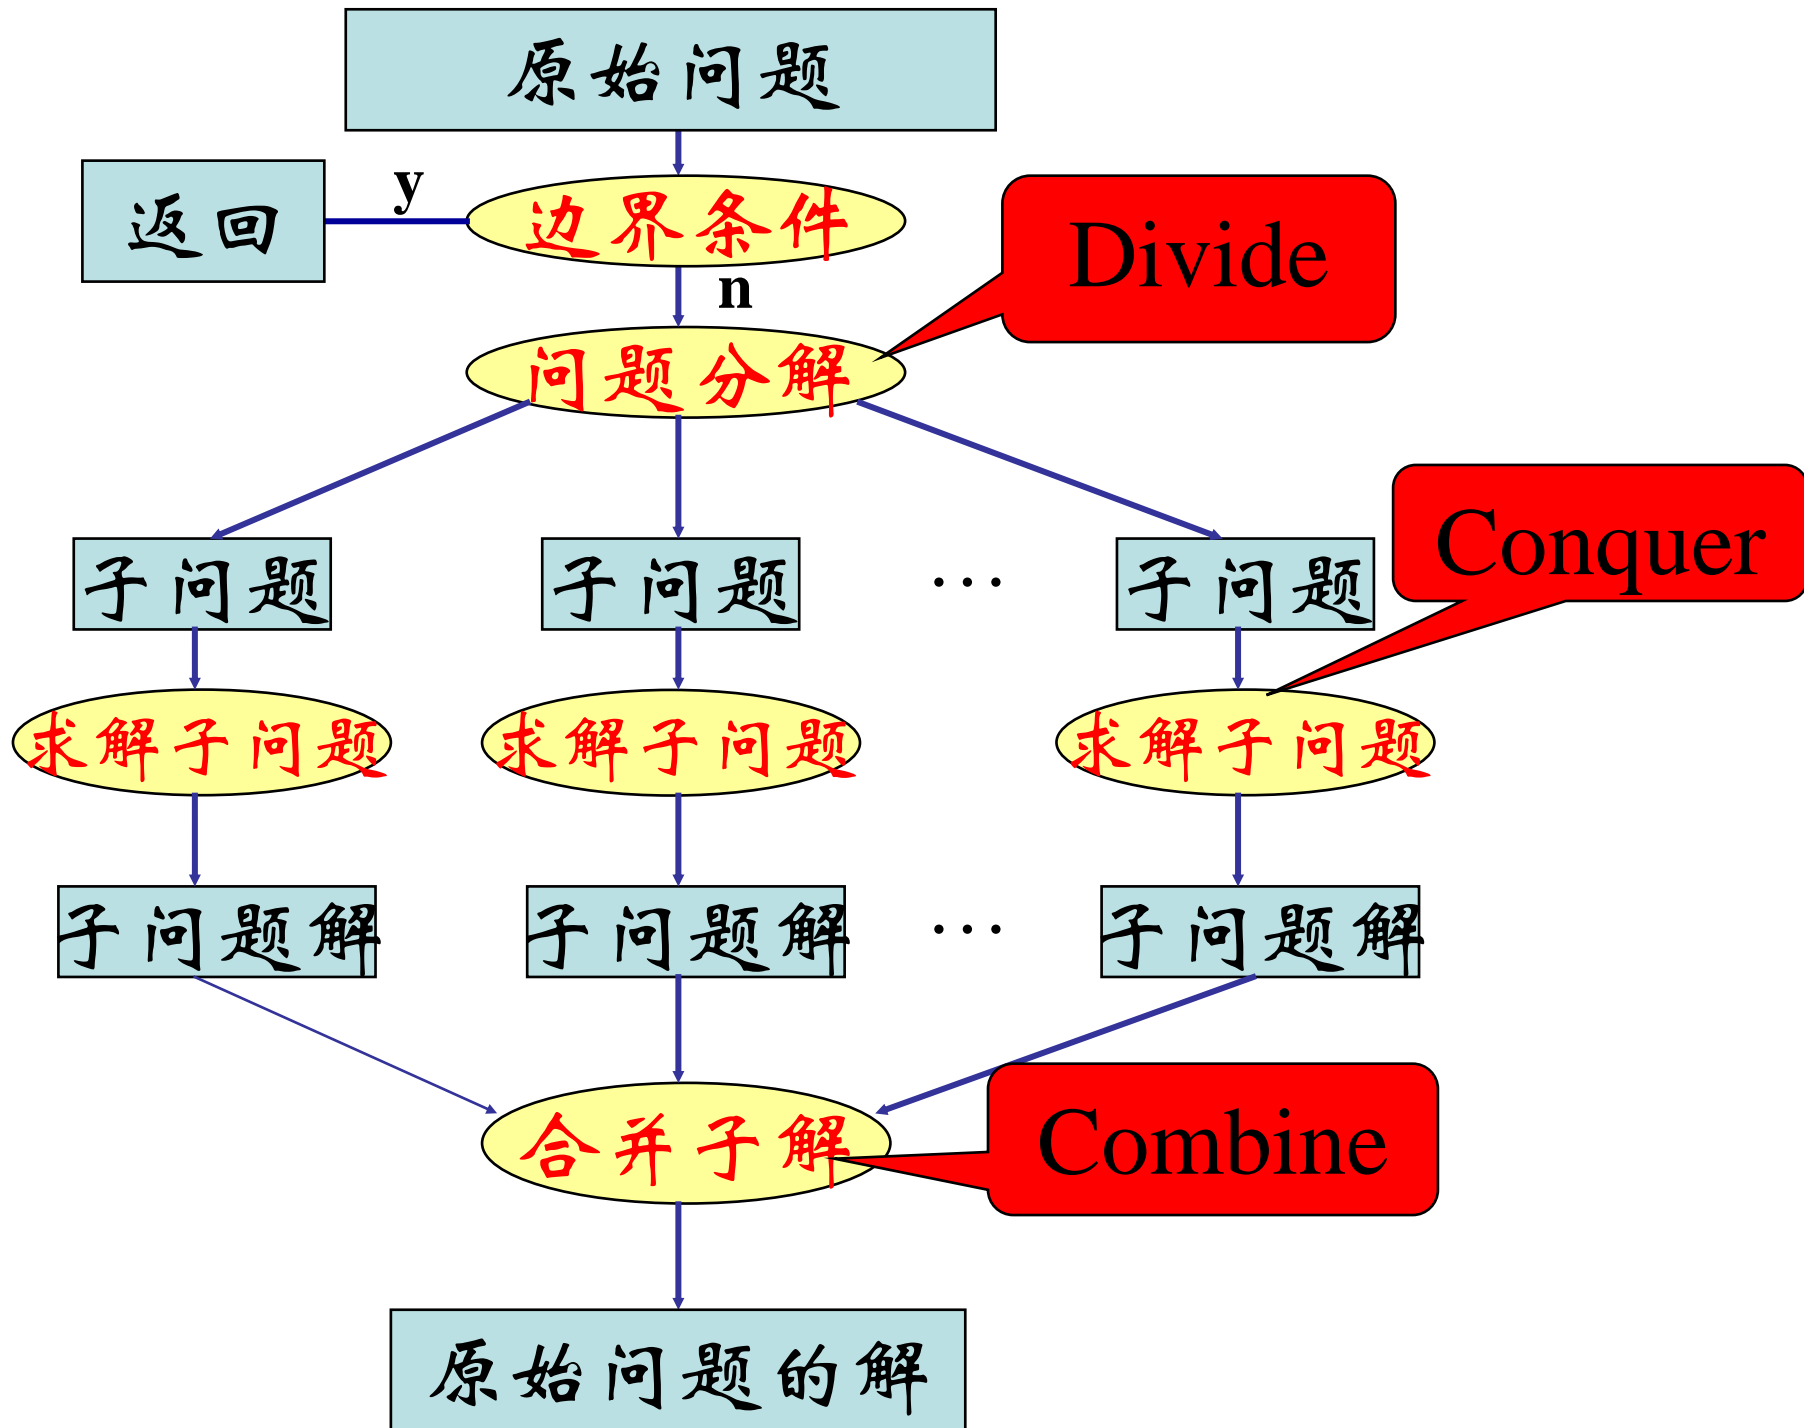 原始问题
y
返回
边界条件
n
Divide
问题分解
Conquer
子问题
子问题
...
子问题
求解子问题
求解子问题
求解子问题
子问题解
子问题解
...
子问题解
合并子解
Combine
原始问题的解